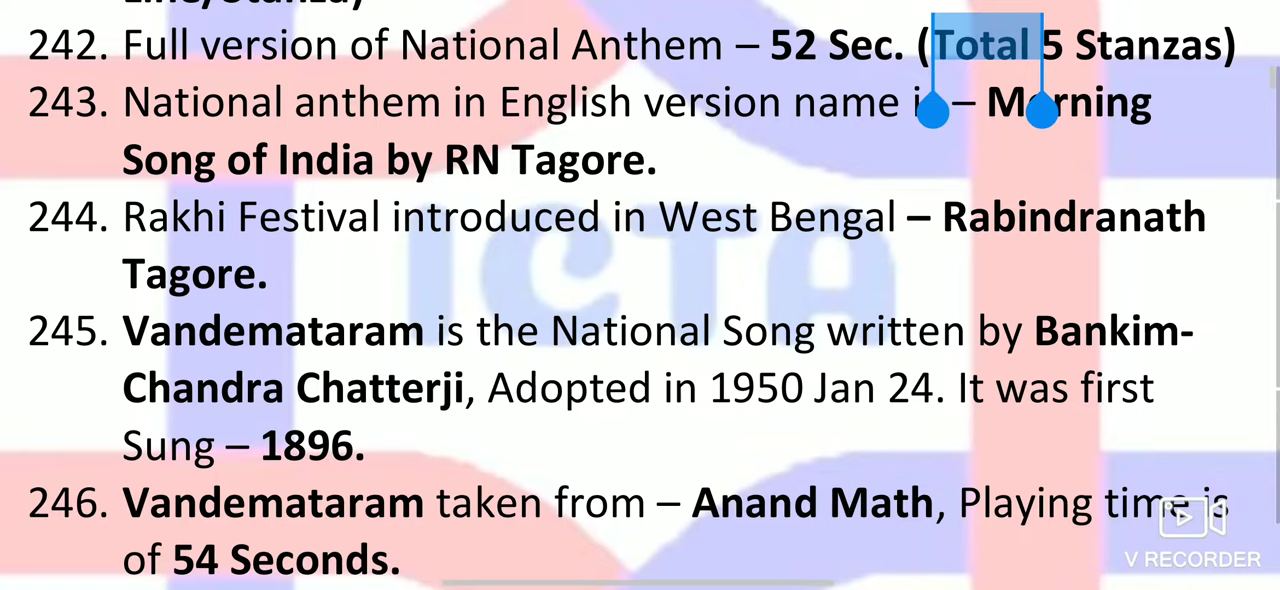 Line/Stanza)
242. Full version of National Anthem – 52 Sec. (Total 5 Stanzas)
243. National anthem in English version name – Morning
Song of India by RN Tagore.
244. Rakhi Festival introduced in West Bengal – Rabindranath
Tagore.
245. Vandemataram is the National Song written by Bankim-
Chandra Chatterji, Adopted in 1950 Jan 24. It was first
Sung – 1896.
246. Vandemataram taken from – Anand Math, Playing time is
of 54 Seconds.
ICTA
V RECORDER